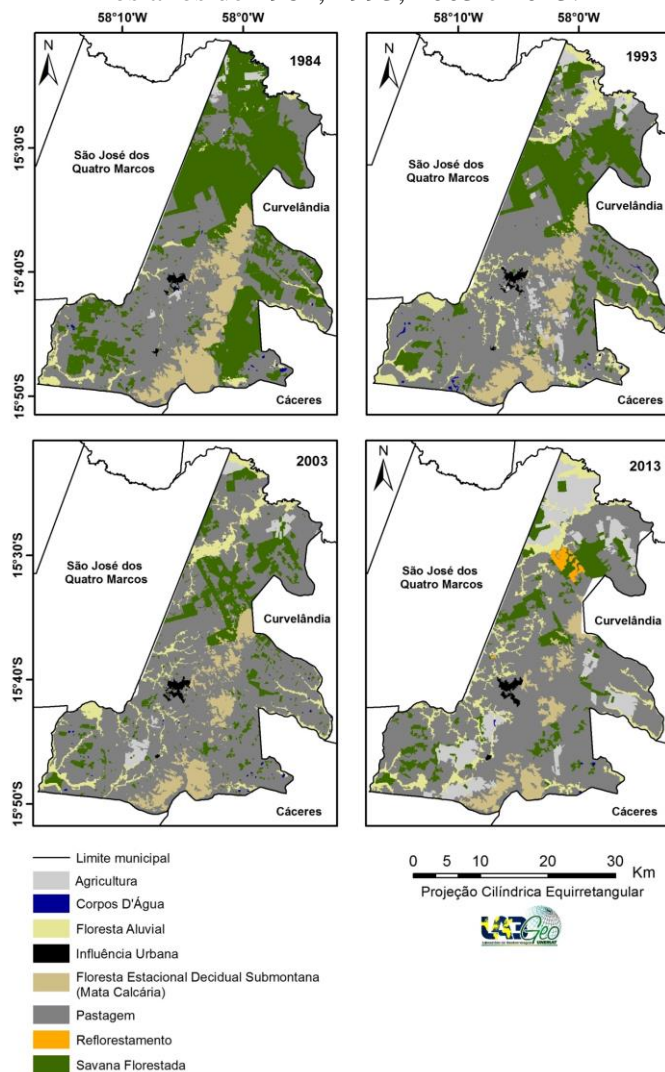 58°10'W 58°0'W 58°10'W 58°0'W
N 1984
15°30'S
São José dos
Quatro Marcos
Curvelândia
15°40'S
15°50'S
Cáceres
N 1993
São José dos
Quatro Marcos
Curvelândia
Cáceres
N 2003
15°30'S
São José dos
Quatro Marcos
Curvelândia
15°40'S
15°50'S
Cáceres
N 2013
São José dos
Quatro Marcos
Curvelândia
Cáceres
Limite municipal
Agricultura
Corpos D'Água
Floresta Aluvial
Influência Urbana
Floresta Estacional Decidual Submontana
(Mata Calcária)
Pastagem
Reflorestamento
Savana Florestada
0 5 10 20 30 Km
Projeção Cilíndrica Equirretangular
LAB Geo
UNEMAT